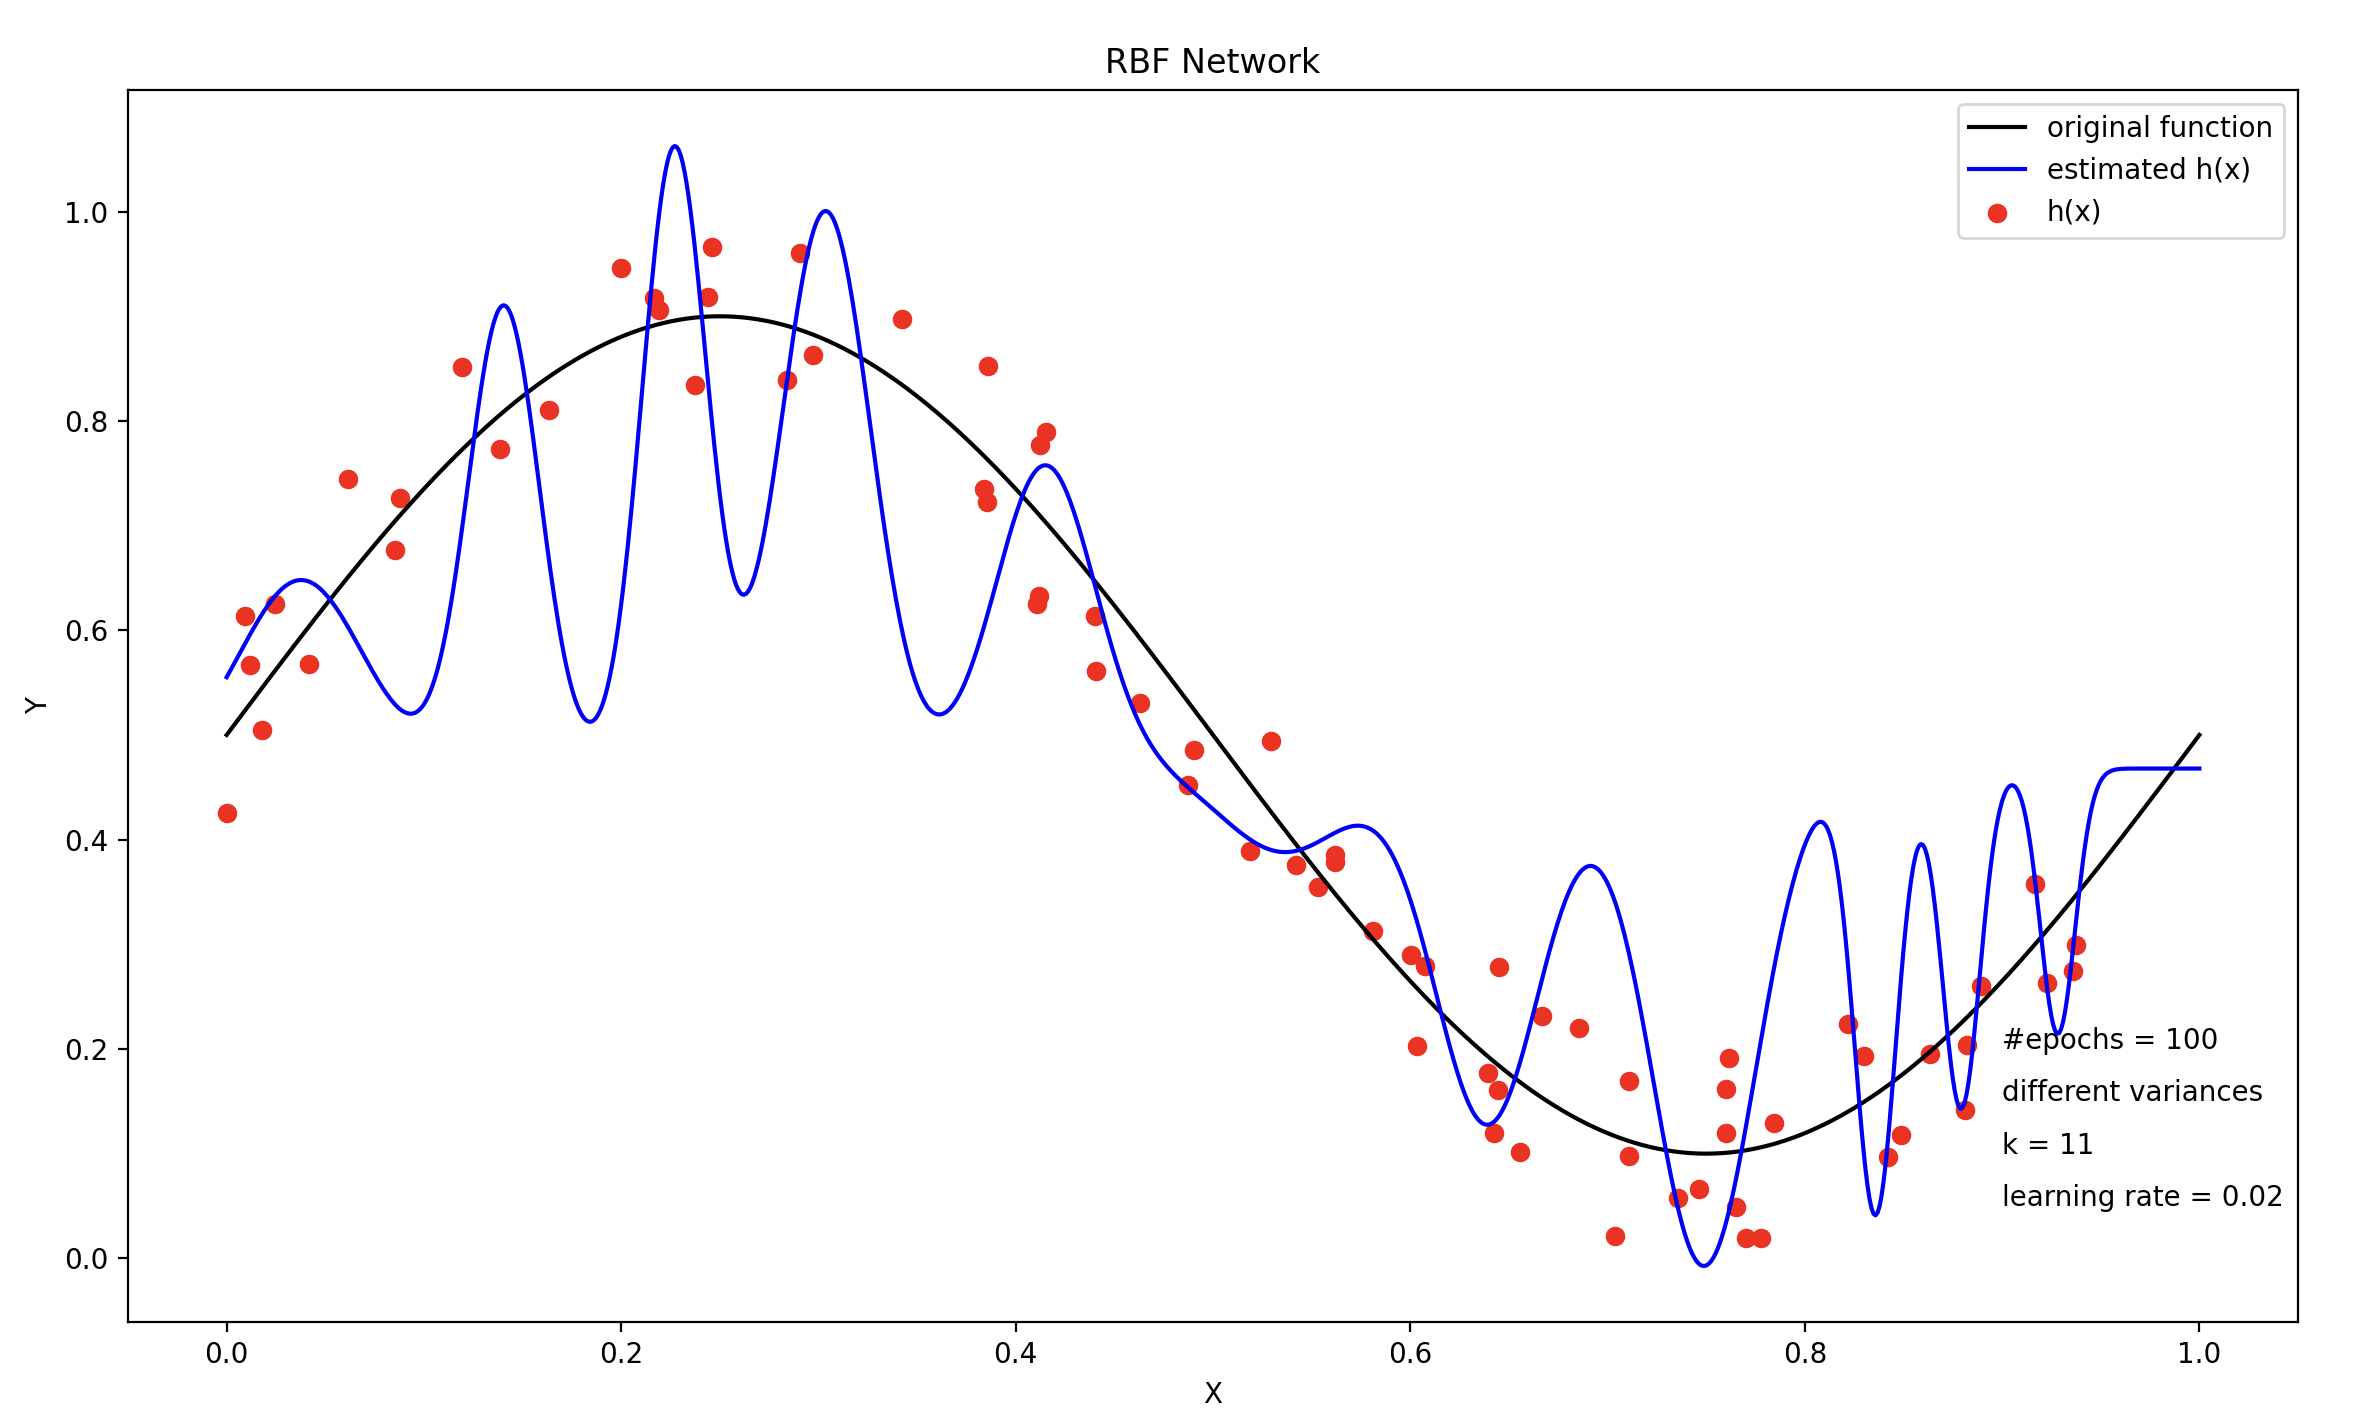 RBF Network
original function
estimated h(x)
h(x)
Y
1.0
0.8
0.6
0.4
0.2
0.0
#epochs = 100
different variances
k = 11
learning rate = 0.02
0.0 0.2 0.4 0.6 0.8 1.0
X